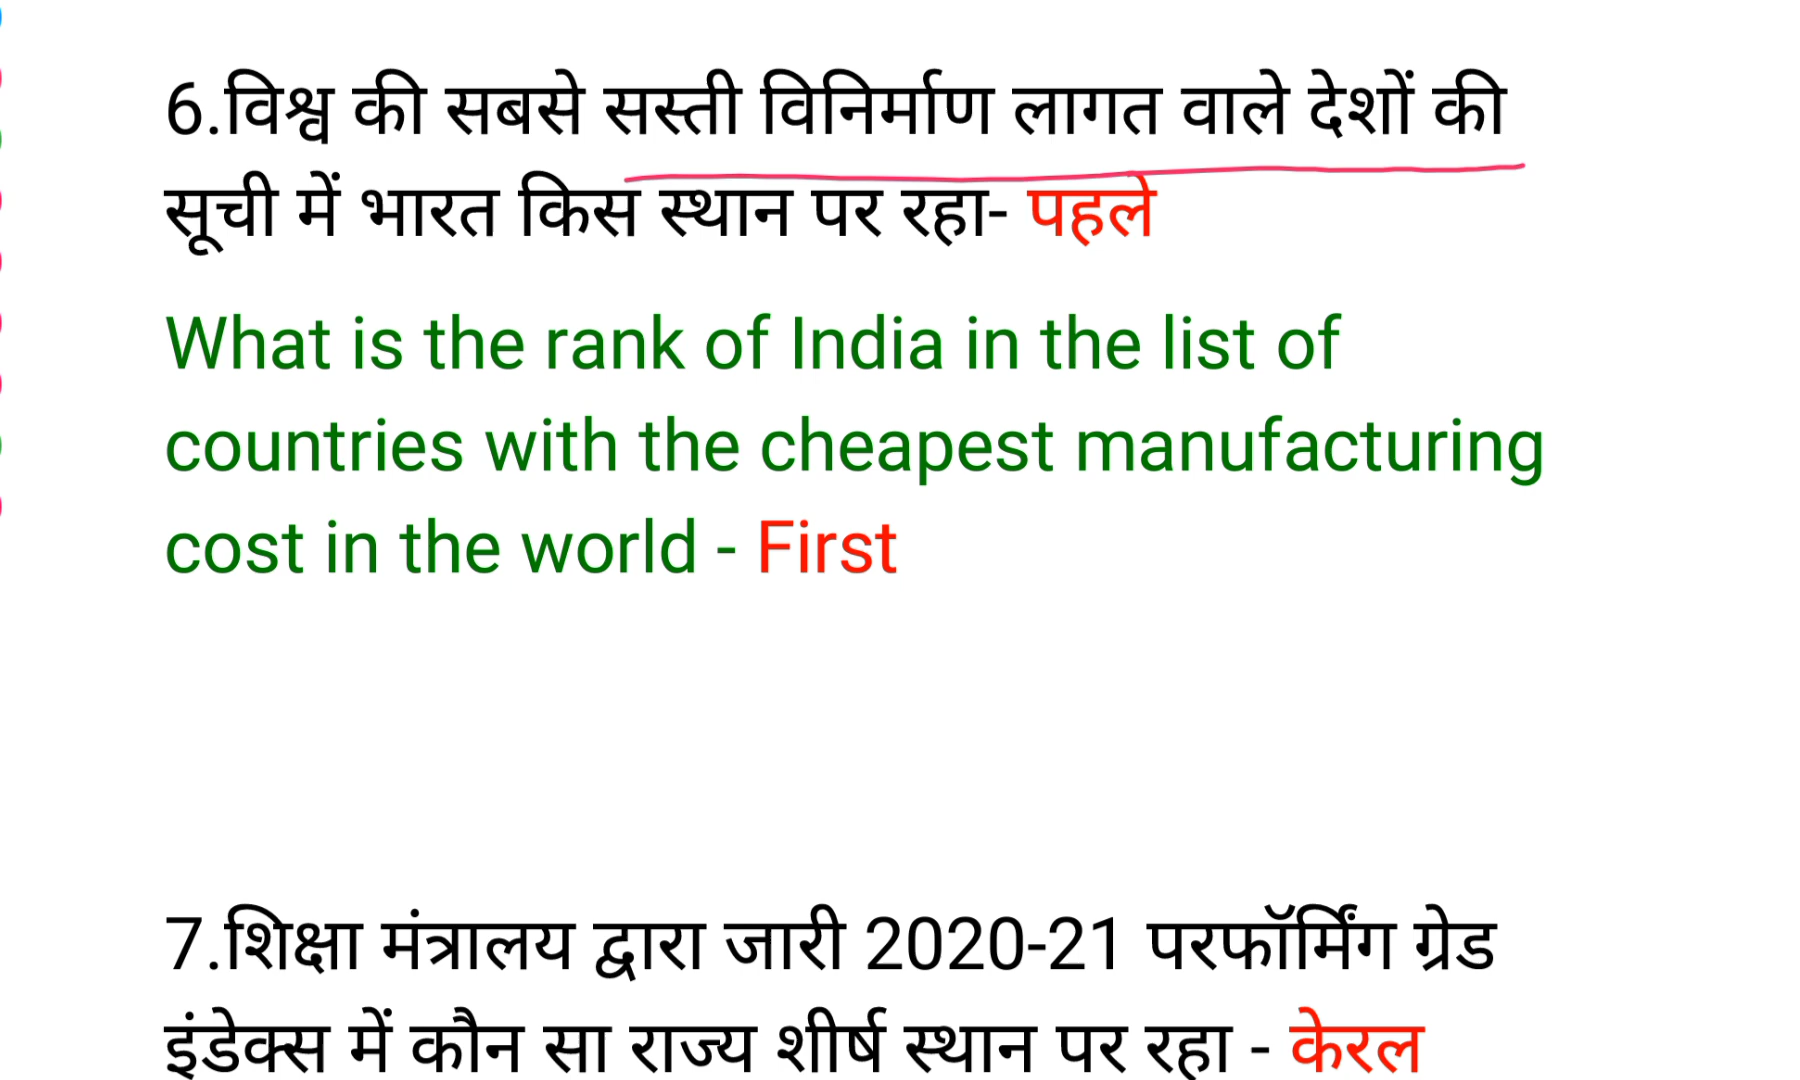 6.विश्व की सबसे सस्ती विनिर्माण लागत वाले देशों की
सूची में भारत किस स्थान पर रहा- पहले
What is the rank of India in the list of
countries with the cheapest manufacturing
cost in the world - First
7.शिक्षा मंत्रालय द्वारा जारी 2020-21 परफॉर्मिंग ग्रेड
इंडेक्स में कौन सा राज्य शीर्ष स्थान पर रहा - केरल